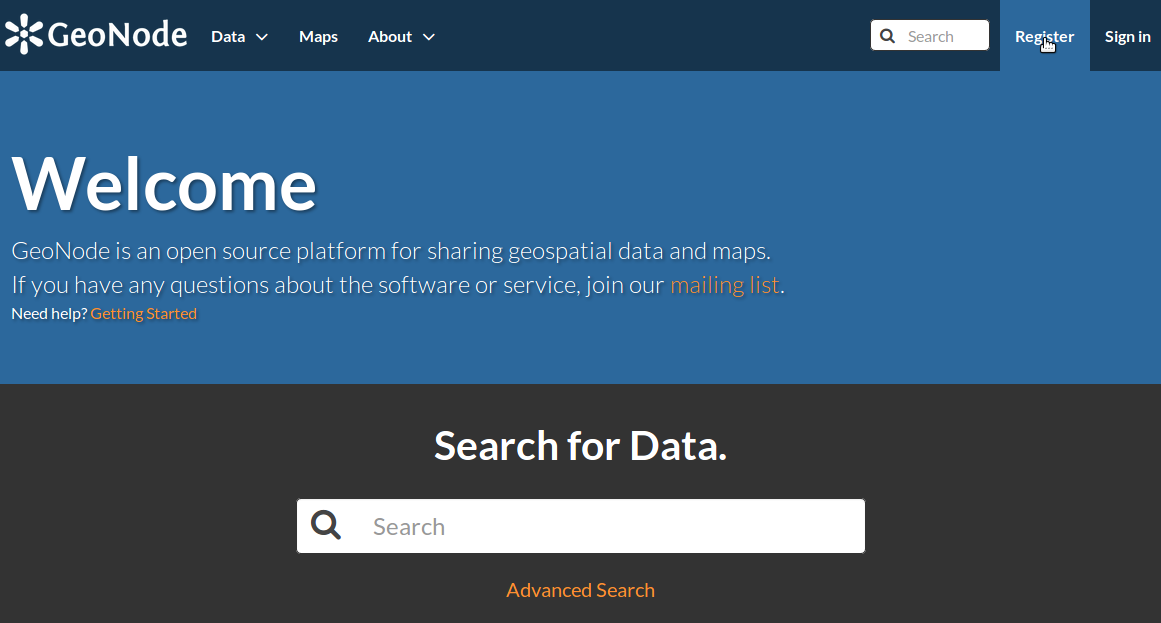 GeoNode Data Maps About Search Register Sign in
Welcome
GeoNode is an open source platform for sharing geospatial data and maps.
If you have any questions about the software or service, join our mailing list.
Need help? Getting Started
Search for Data.
Search
Advanced Search